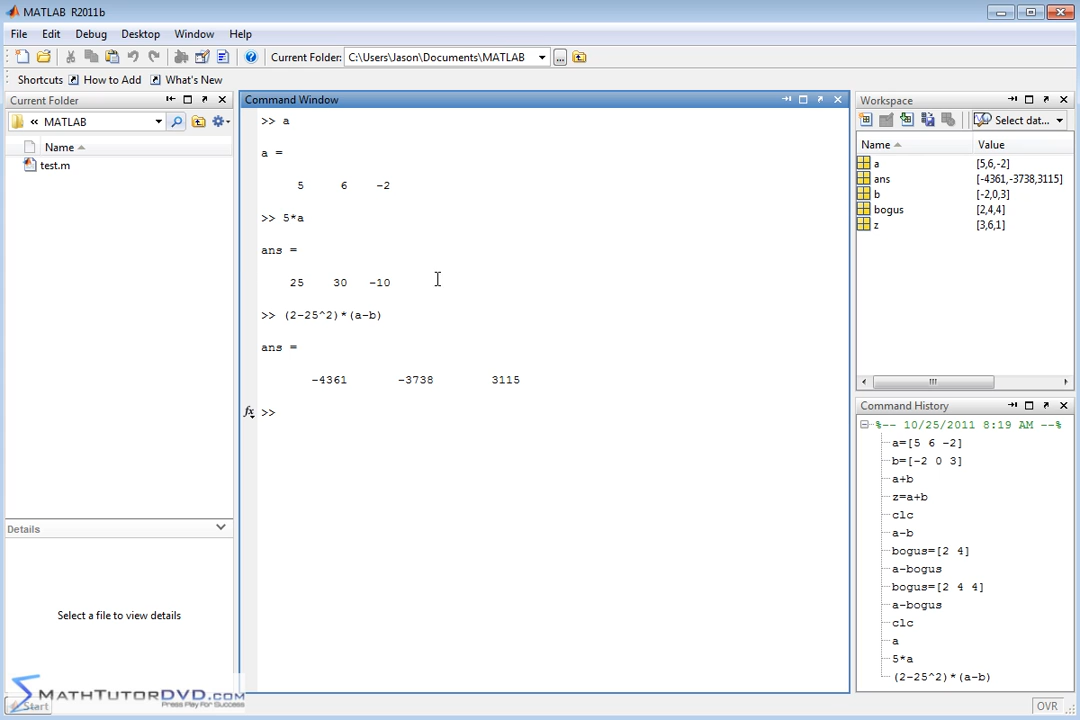 MATLAB R2011b
File Edit Debug Desktop Window Help
Current Folder: C:\Users\Jason\Documents\MATLAB ...
Shortcuts How to Add What's New
Current Folder
« MATLAB
Name
test.m
Details
Select a file to view details
Start
MathTutorDVD.com
Press Play For Success
Command Window
>> a
a =
5 6 -2
>> 5*a
ans =
25 30 -10
>> (2-25^2)*(a-b)
ans =
-4361 -3738 3115
fx >>
Workspace
Select dat...
Name Value
a [5,6,-2]
ans [-4361,-3738,3115]
b [-2,0,3]
bogus [2,4,4]
z [3,6,1]
Command History
%-- 10/25/2011 8:19 AM --%
a=[5 6 -2]
b=[-2 0 3]
a+b
z=a+b
clc
a-b
bogus=[2 4]
a-bogus
bogus=[2 4 4]
a-bogus
clc
a
5*a
(2-25^2)*(a-b)
OVR